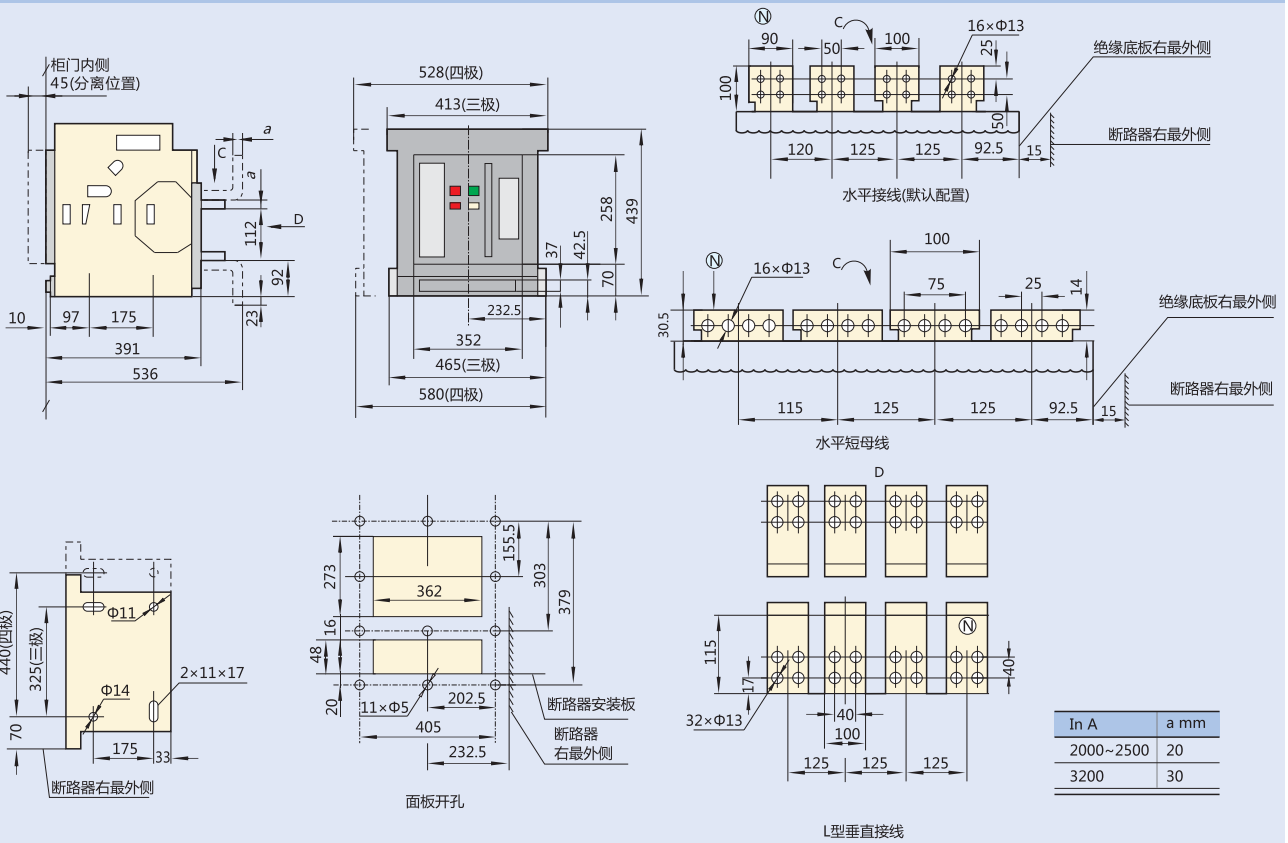 柜门内侧
45(分离位置)
a
C
a
112
D
92
23
10
97
175
391
536
528(四极)
413(三极)
258
439
37
42.5
70
232.5
352
465(三极)
580(四极)
N
C
16×Φ13
90
50
100
25
绝缘底板右最外侧
100
50
断路器右最外侧
120
125
125
92.5
15
水平接线(默认配置)
100
N
16×Φ13
C
75
25
14
绝缘底板右最外侧
30.5
断路器右最外侧
115
125
125
92.5
15
水平短母线
440(四极)
325(三极)
Φ11
2×11×17
Φ14
70
175
33
断路器右最外侧
155.5
303
379
273
362
16
48
20
11×Φ5
202.5
断路器安装板
405
断路器
右最外侧
232.5
面板开孔
D
N
115
17
40
32×Φ13
40
100
125
125
125
L型垂直接线
In A a mm
2000~2500 20
3200 30